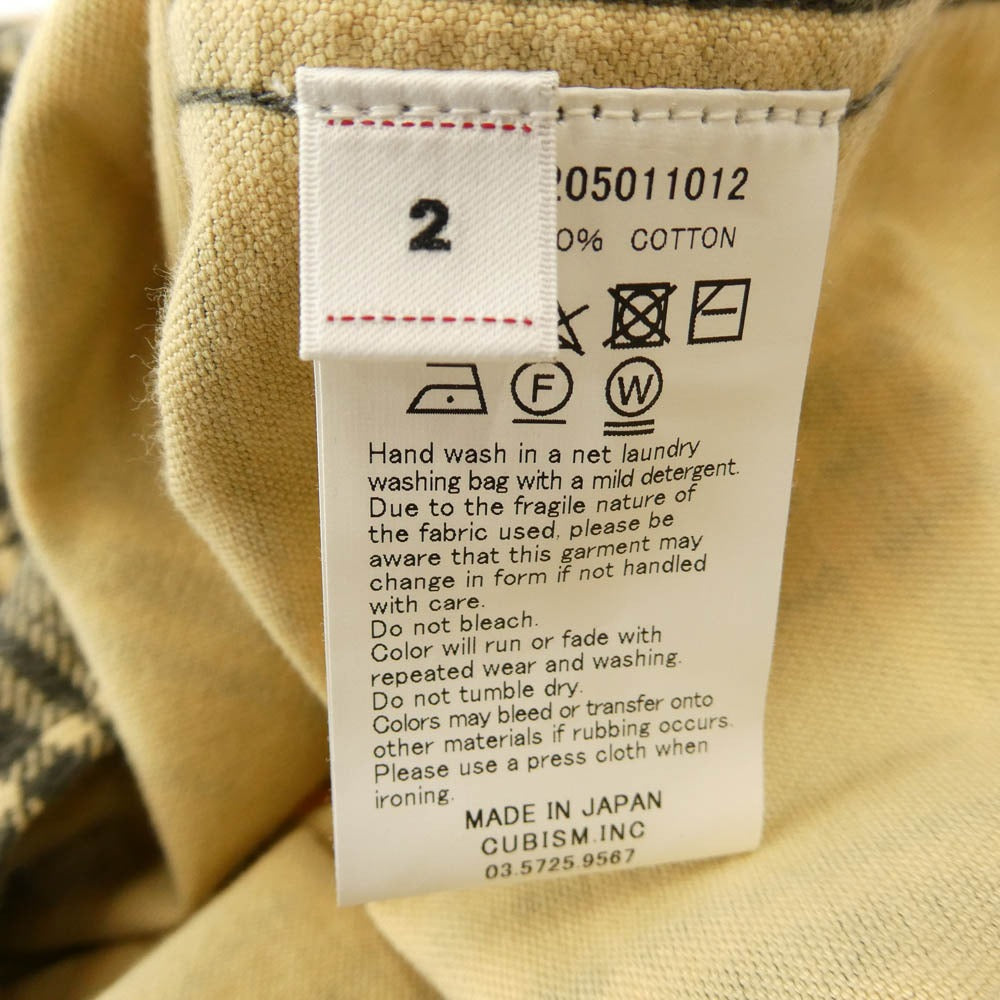 2
205011012
0% COTTON
F
W
Hand wash in a net laundry
washing bag with a mild detergent.
Due to the fragile nature of
the fabric used, please be
aware that this garment may
change in form if not handled
with care.
Do not bleach.
Color will run or fade with
repeated wear and washing.
Do not tumble dry.
Colors may bleed or transfer onto
other materials if rubbing occurs.
Please use a press cloth when
ironing.
MADE IN JAPAN
CUBISM.INC
03.5725.9567